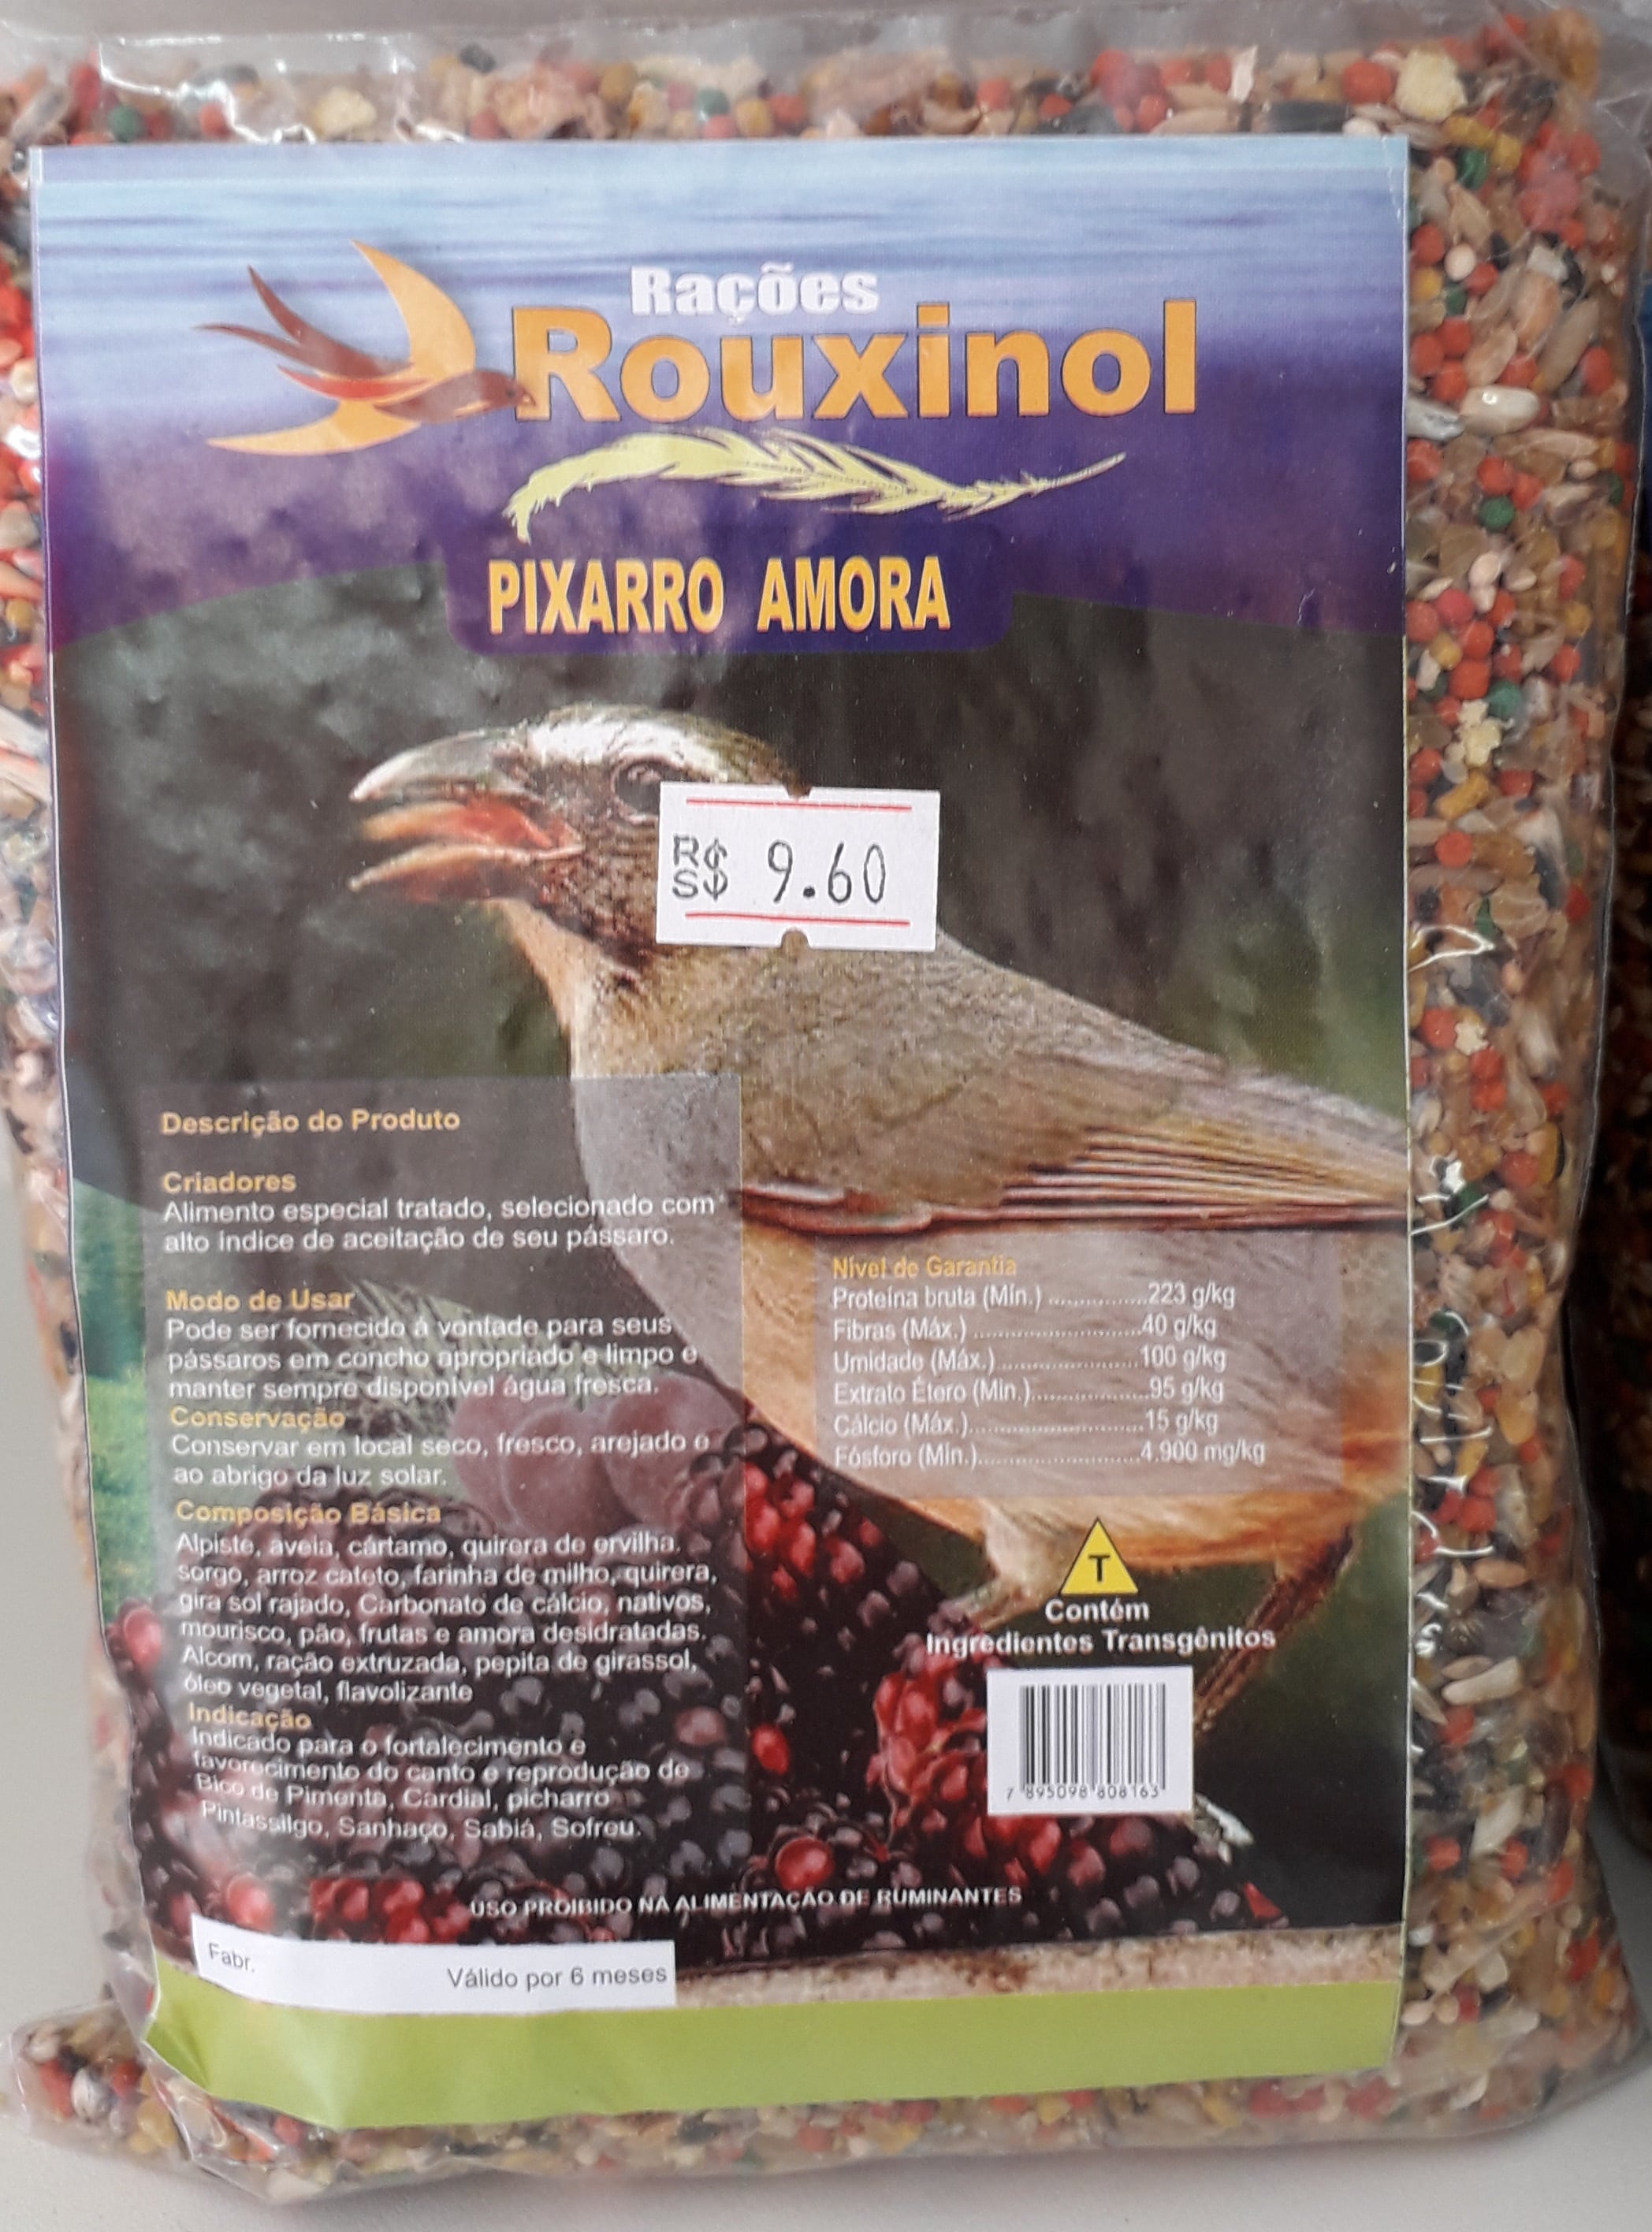 Rações
Rouxinol
PIXARRO AMORA
R$ 9.60
Descrição do Produto
Criadores
Alimento especial tratado, selecionado com
alto índice de aceitação de seu pássaro.
Modo de Usar
Pode ser fornecido à vontade para seus
pássaros em concho apropriado e limpo e
manter sempre disponível água fresca.
Conservação
Conservar em local seco, fresco, arejado e
ao abrigo da luz solar.
Composição Básica
Alpiste, aveia, cártamo, quirera de ervilha.
sorgo, arroz cateto, farinha de milho, quirera,
gira sol rajado, Carbonato de cálcio, nativos,
mourisco, pão, frutas e amora desidratadas.
Alcom, ração extruzada, pepita de girassol,
óleo vegetal, flavolizante
Indicação
Indicado para o fortalecimento e
favorecimento do canto e reprodução de
Bico de Pimenta, Cardial, picharro
Pintassilgo, Sanhaço, Sabiá, Sofreu.
Nível de Garantia
Proteína bruta (Mín.) ................223 g/kg
Fibras (Máx.) ...........................40 g/kg
Umidade (Máx.)......................100 g/kg
Extrato Étero (Min.)...................95 g/kg
Cálcio (Máx.)............................15 g/kg
Fósforo (Min.)..........................4.900 mg/kg
T
Contém
Ingredientes Transgênitos
7 895098 808163
USO PROIBIDO NA ALIMENTAÇÃO DE RUMINANTES
Fabr.
Válido por 6 meses